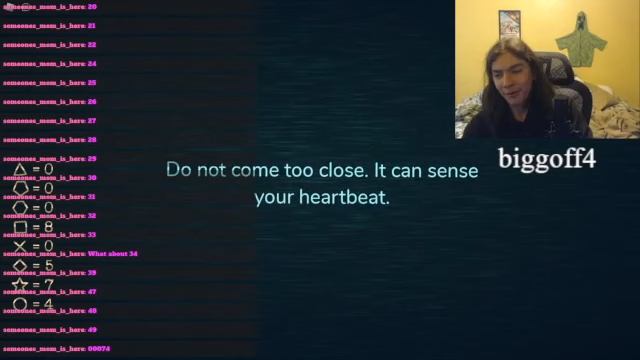 someones_mom_is_here: 20
someones_mom_is_here: 21
someones_mom_is_here: 22
someones_mom_is_here: 24
someones_mom_is_here: 25
someones_mom_is_here: 26
someones_mom_is_here: 27
someones_mom_is_here: 28
someones_mom_is_here: 29
= 0
someones_mom_is_here: 30
= 0
someones_mom_is_here: 31
= 0
someones_mom_is_here: 32
= 8
someones_mom_is_here: 33
= 0
someones_mom_is_here: What about 34
= 5
someones_mom_is_here: 39
= 7
someones_mom_is_here: 47
= 4
someones_mom_is_here: 48
someones_mom_is_here: 49
someones_mom_is_here: 00074
Do not come too close. It can sense
your heartbeat.
biggoff4